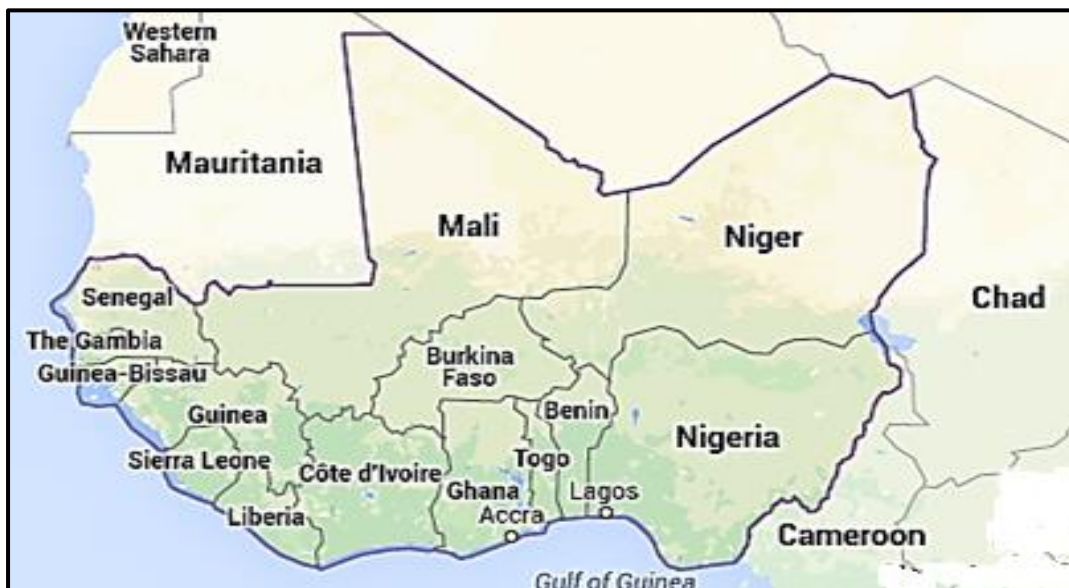 Western
Sahara
Mauritania
Mali
Niger
Chad
Senegal
The Gambia
Guinea-Bissau
Guinea
Sierra Leone
Liberia
Côte d'Ivoire
Burkina
Faso
Ghana
Accra
Togo
Benin
Lagos
Nigeria
Cameroon
Gulf of Guinea